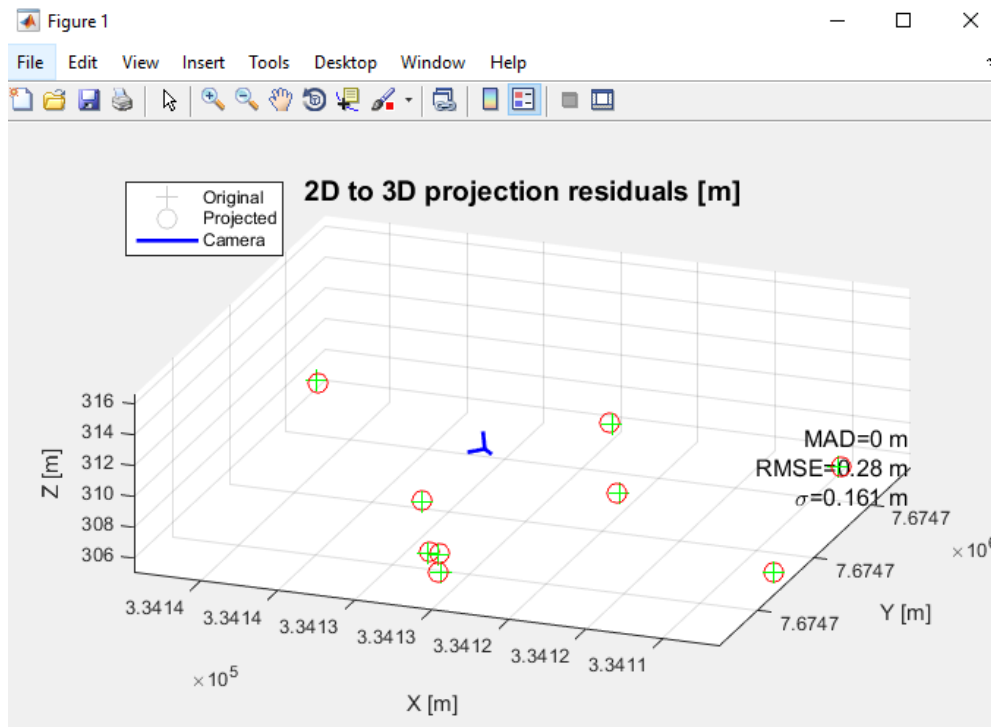 Figure 1
File Edit View Insert Tools Desktop Window Help
2D to 3D projection residuals [m]
Original
Projected
Camera
316
314
312
310
308
306
Z [m]
MAD=0 m
RMSE=0.28 m
σ=0.161 m
7.6747
7.6747
7.6747
×10⁶
Y [m]
3.3414
3.3414
3.3413
3.3413
3.3412
3.3412
3.3411
×10⁵
X [m]